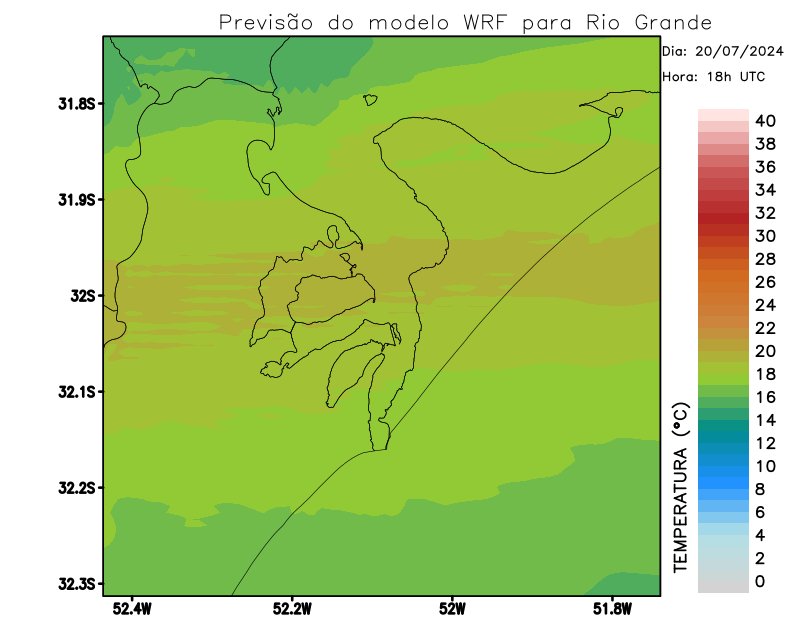 Previsão do modelo WRF para Rio Grande
Dia: 20/07/2024
Hora: 18h UTC
31.8S
31.9S
32S
32.1S
32.2S
32.3S
52.4W
52.2W
52W
51.8W
TEMPERATURA (°C)
40
38
36
34
32
30
28
26
24
22
20
18
16
14
12
10
8
6
4
2
0